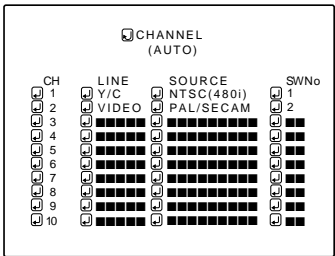 CHANNEL
(AUTO)
CH LINE SOURCE SWNo
1 Y/C NTSC(480i) 1
2 VIDEO PAL/SECAM 2
3 ■■■■■ ■■■■■■■■■ ■■
4 ■■■■■ ■■■■■■■■■ ■■
5 ■■■■■ ■■■■■■■■■ ■■
6 ■■■■■ ■■■■■■■■■ ■■
7 ■■■■■ ■■■■■■■■■ ■■
8 ■■■■■ ■■■■■■■■■ ■■
9 ■■■■■ ■■■■■■■■■ ■■
10 ■■■■■ ■■■■■■■■■ ■■